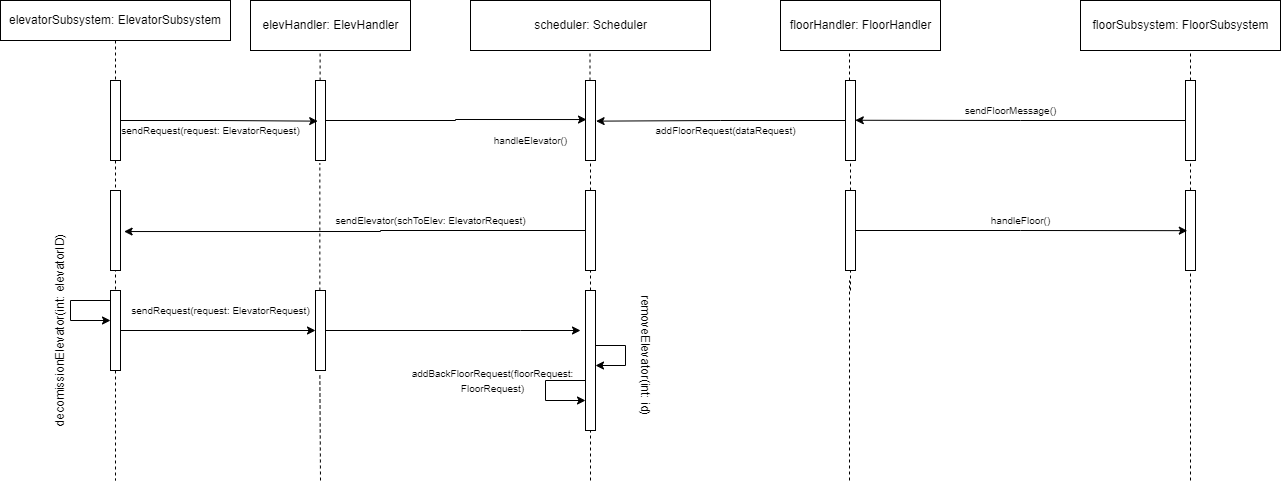 elevatorSubsystem: ElevatorSubsystem
elevHandler: ElevHandler
scheduler: Scheduler
floorHandler: FloorHandler
floorSubsystem: FloorSubsystem
sendFloorMessage()
sendRequest(request: ElevatorRequest)
addFloorRequest(dataRequest)
handleElevator()
sendElevator(schToElev: ElevatorRequest)
handleFloor()
decomissionElevator(int: elevatorID)
sendRequest(request: ElevatorRequest)
removeElevator(int: id)
addBackFloorRequest(floorRequest:
FloorRequest)